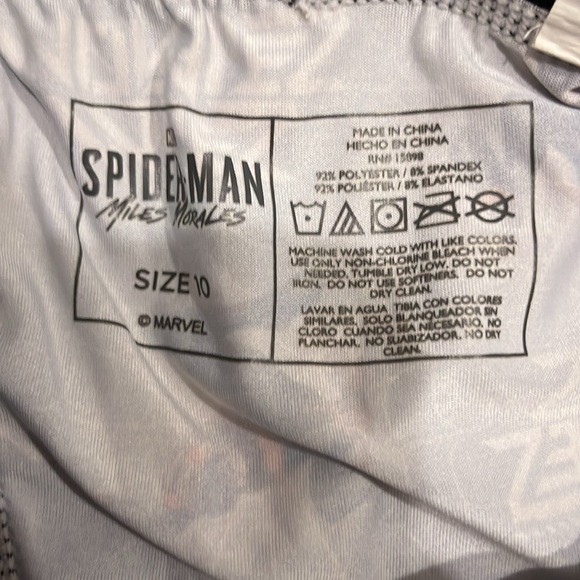 SPIDER-MAN
MILES MORALES
SIZE 10
© MARVEL
MADE IN CHINA
HECHO EN CHINA
RN# 15098
92% POLYESTER / 8% SPANDEX
92% POLIÉSTER / 8% ELASTANO
MACHINE WASH COLD WITH LIKE COLORS.
USE ONLY NON-CHLORINE BLEACH WHEN
NEEDED. TUMBLE DRY LOW. DO NOT
IRON. DO NOT USE SOFTENERS. DO NOT
DRY CLEAN.
LAVAR EN AGUA TIBIA CON COLORES
SIMILARES. SOLO BLANQUEADOR SIN
CLORO CUANDO SEA NECESARIO. NO
PLANCHAR. NO SUABIZADOR. NO DRY
CLEAN.